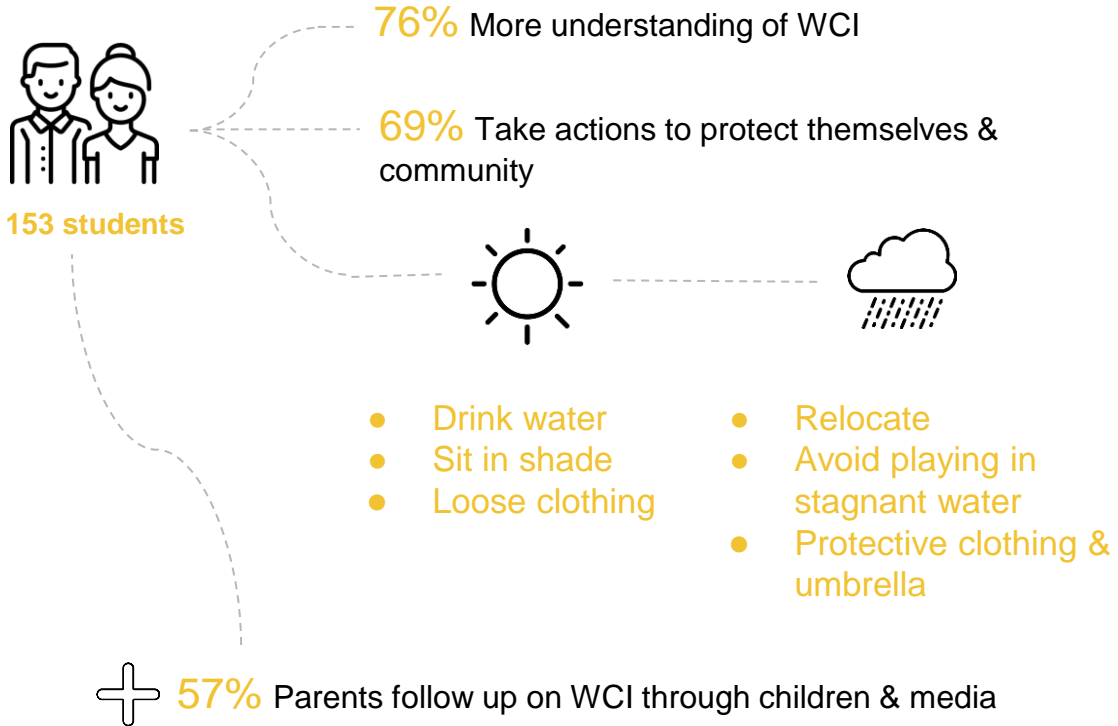 76% More understanding of WCI
69% Take actions to protect themselves &
community
153 students
● Drink water
● Sit in shade
● Loose clothing
● Relocate
● Avoid playing in
stagnant water
● Protective clothing &
umbrella
57% Parents follow up on WCI through children & media